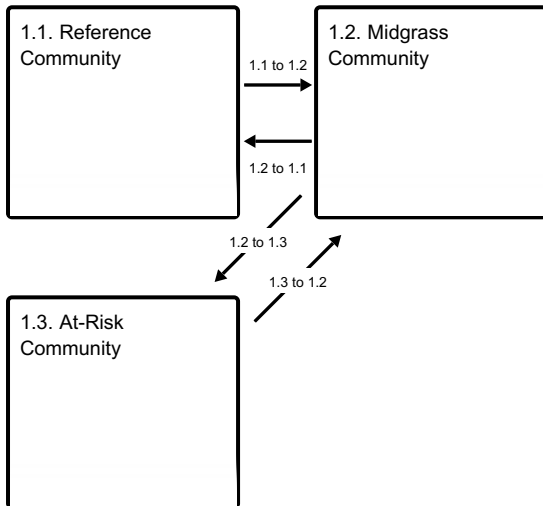 1.1. Reference
Community
1.2. Midgrass
Community
1.1 to 1.2
1.2 to 1.1
1.2 to 1.3
1.3 to 1.2
1.3. At-Risk
Community